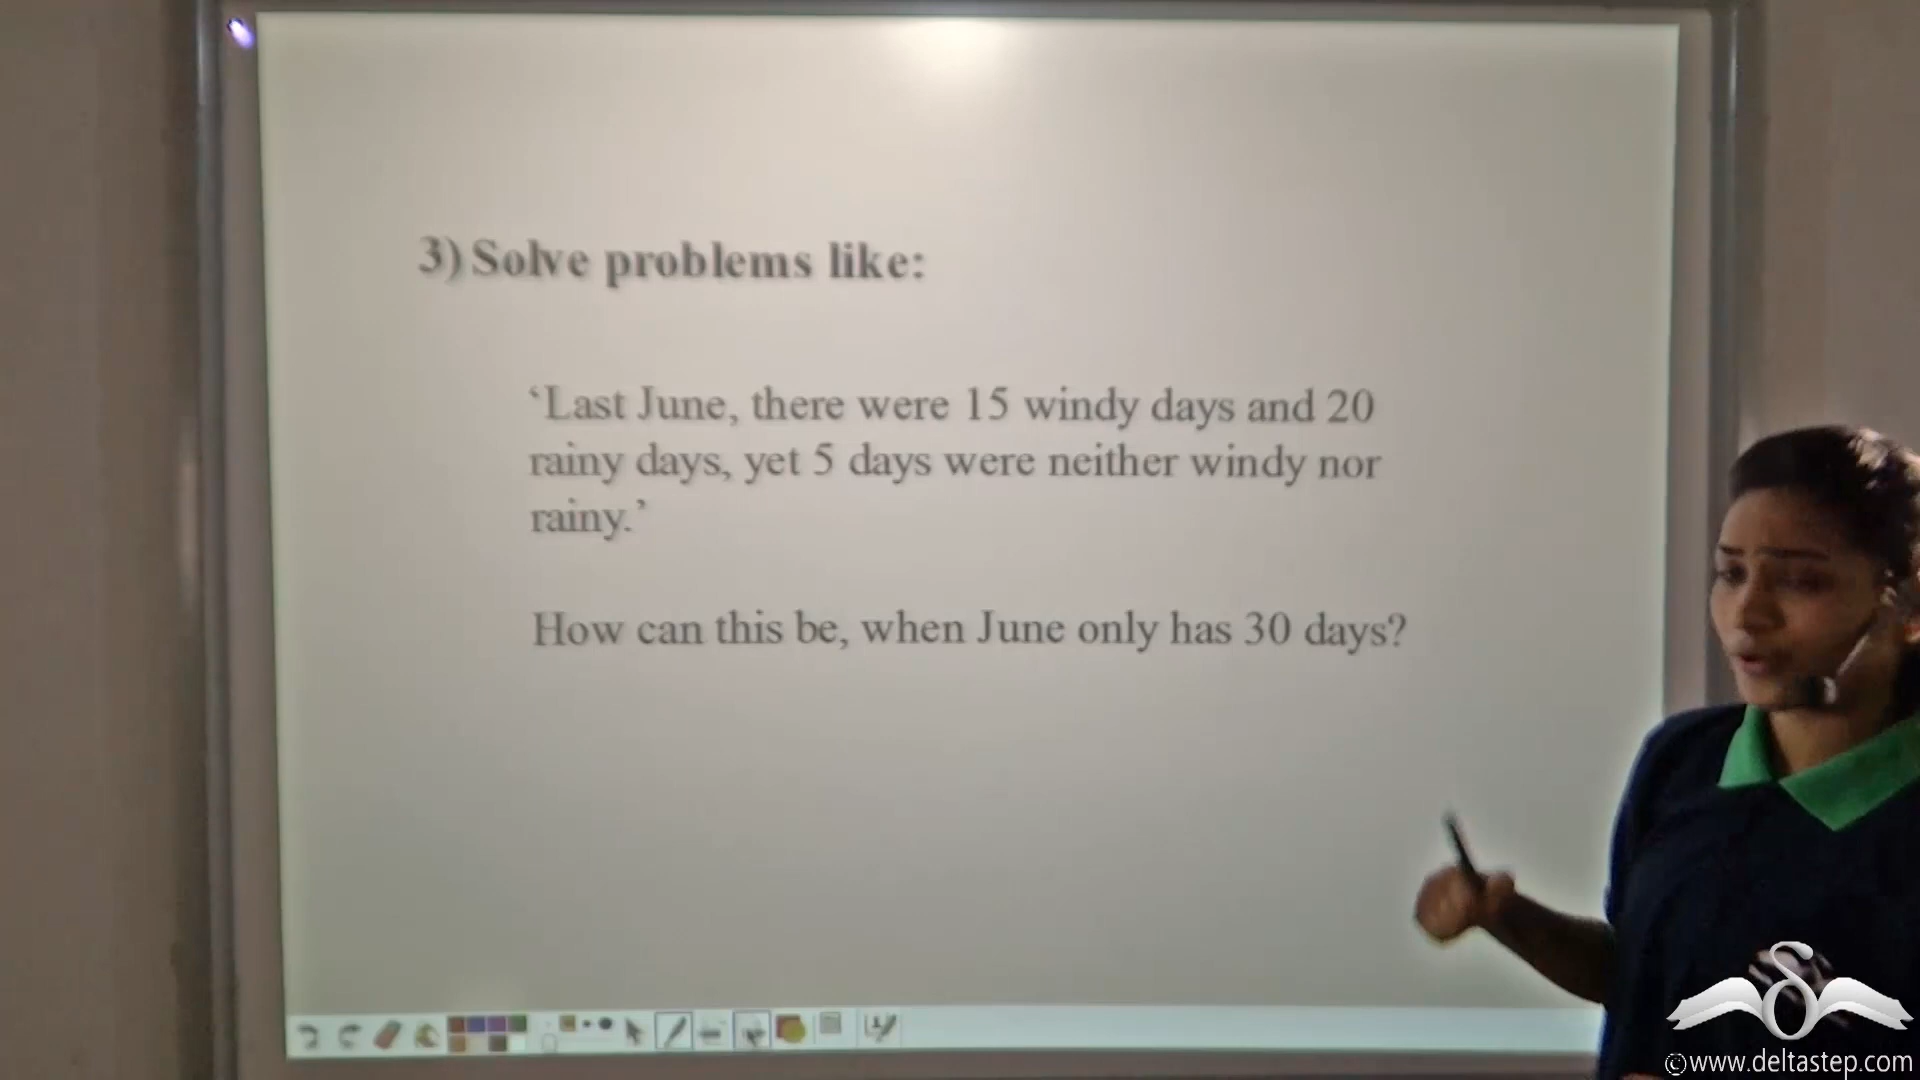 3) Solve problems like:
‘Last June, there were 15 windy days and 20
rainy days, yet 5 days were neither windy nor
rainy.’
How can this be, when June only has 30 days?
©www.deltastep.com